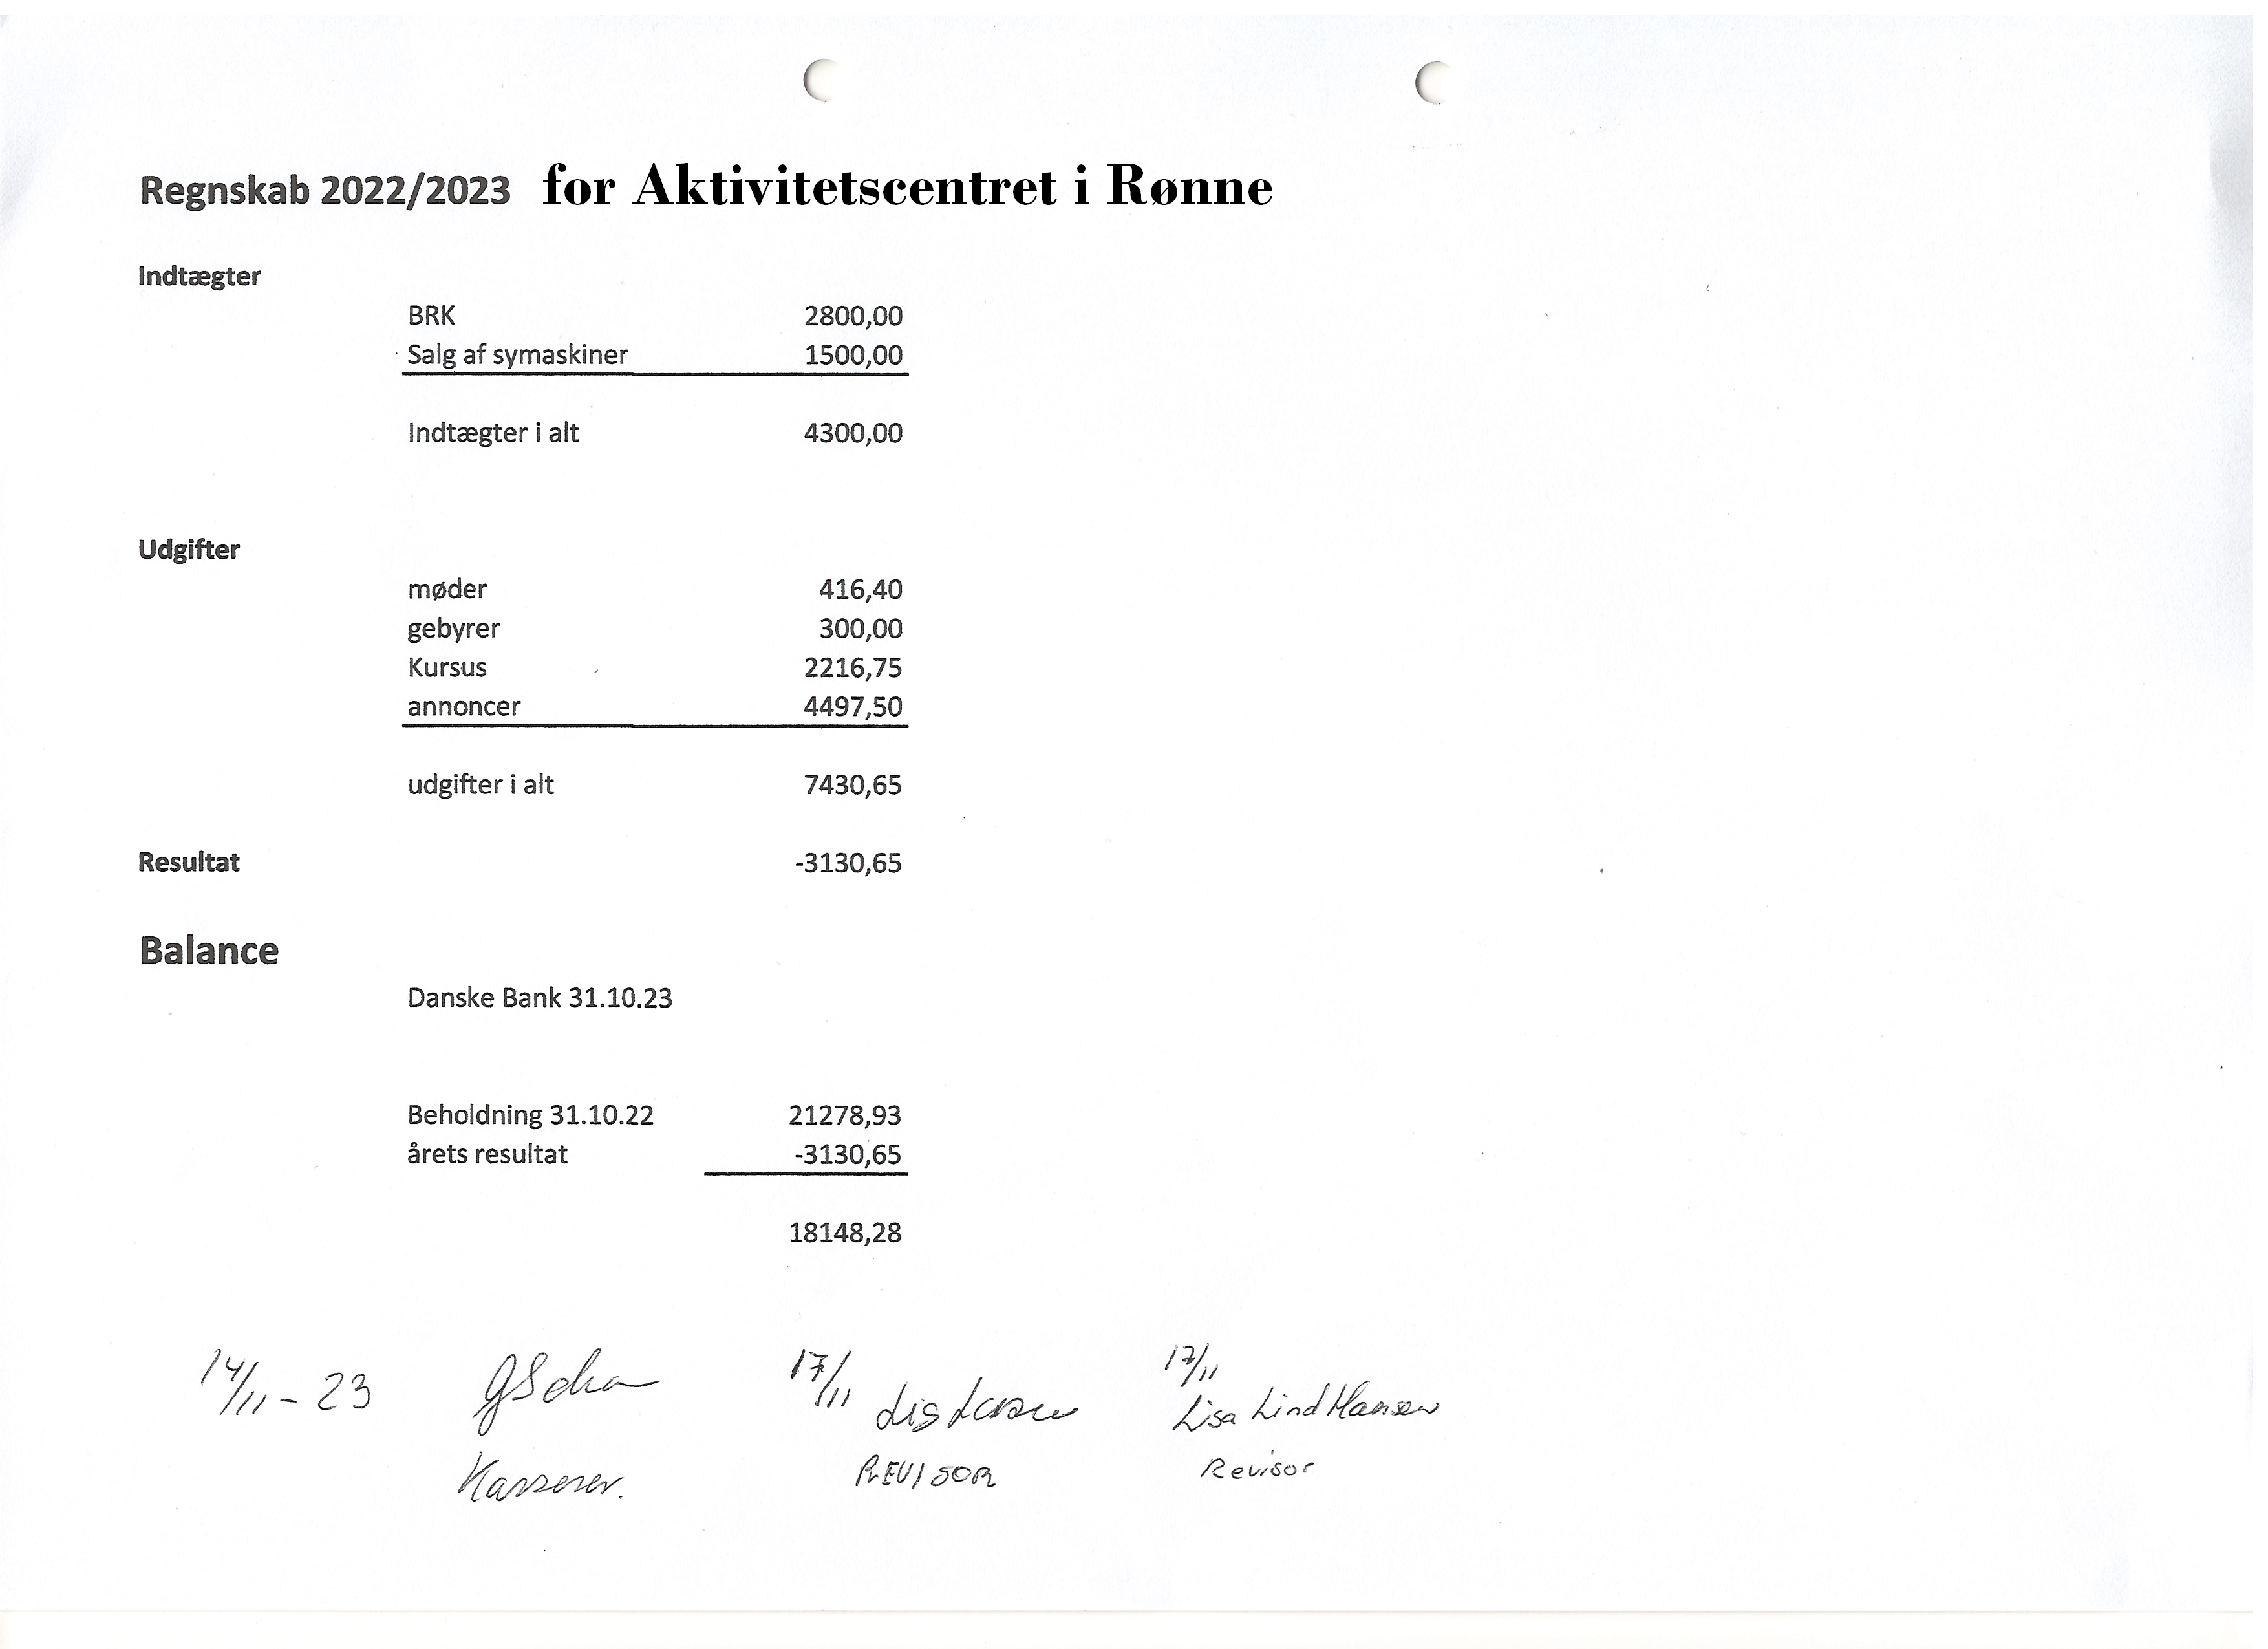 Regnskab 2022/2023 for Aktivitetscentret i Rønne
Indtægter
BRK 2800,00
Salg af symaskiner 1500,00
Indtægter i alt 4300,00
Udgifter
møder 416,40
gebyrer 300,00
Kursus 2216,75
annoncer 4497,50
udgifter i alt 7430,65
Resultat -3130,65
Balance
Danske Bank 31.10.23
Beholdning 31.10.22 21278,93
årets resultat -3130,65
18148,28
14/11-23 17/11 17/11
Lis Larsen Lisa Lind Hansen
Kasserer. REVISOR Revisor